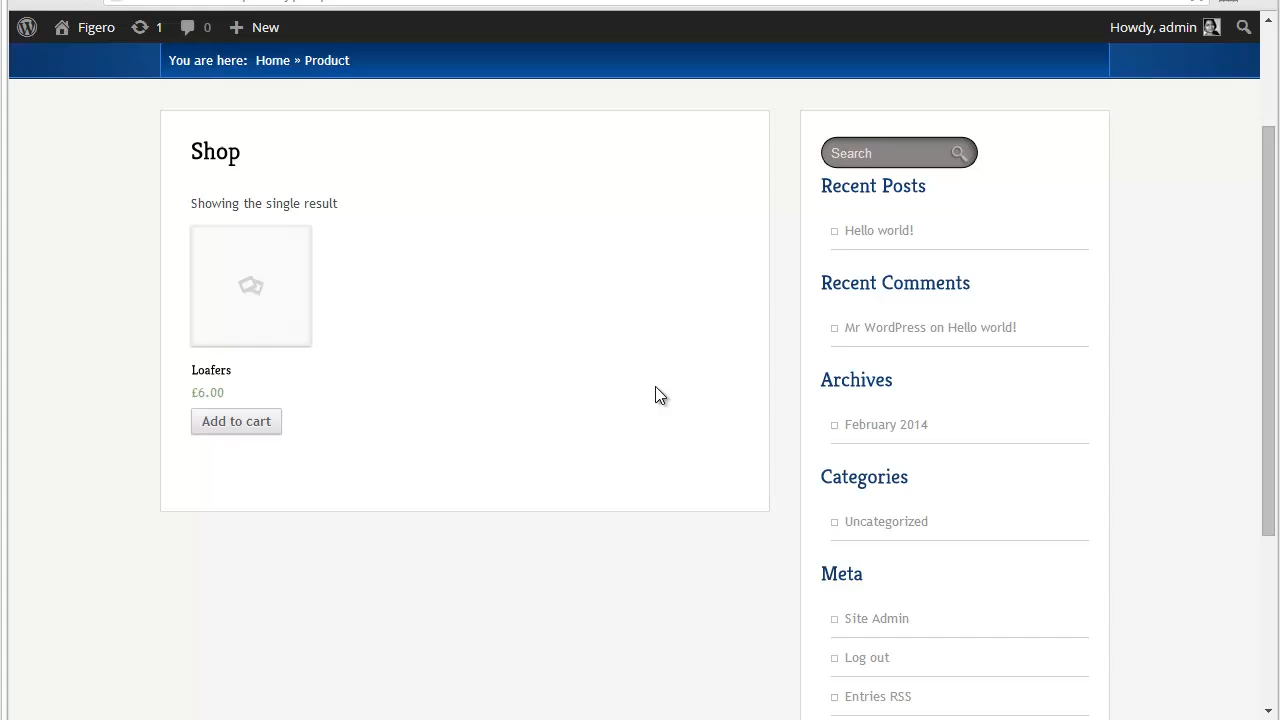 Figero 1 0 New Howdy, admin
You are here: Home » Product
Shop
Showing the single result
Loafers
£6.00
Add to cart
Search
Recent Posts
Hello world!
Recent Comments
Mr WordPress on Hello world!
Archives
February 2014
Categories
Uncategorized
Meta
Site Admin
Log out
Entries RSS